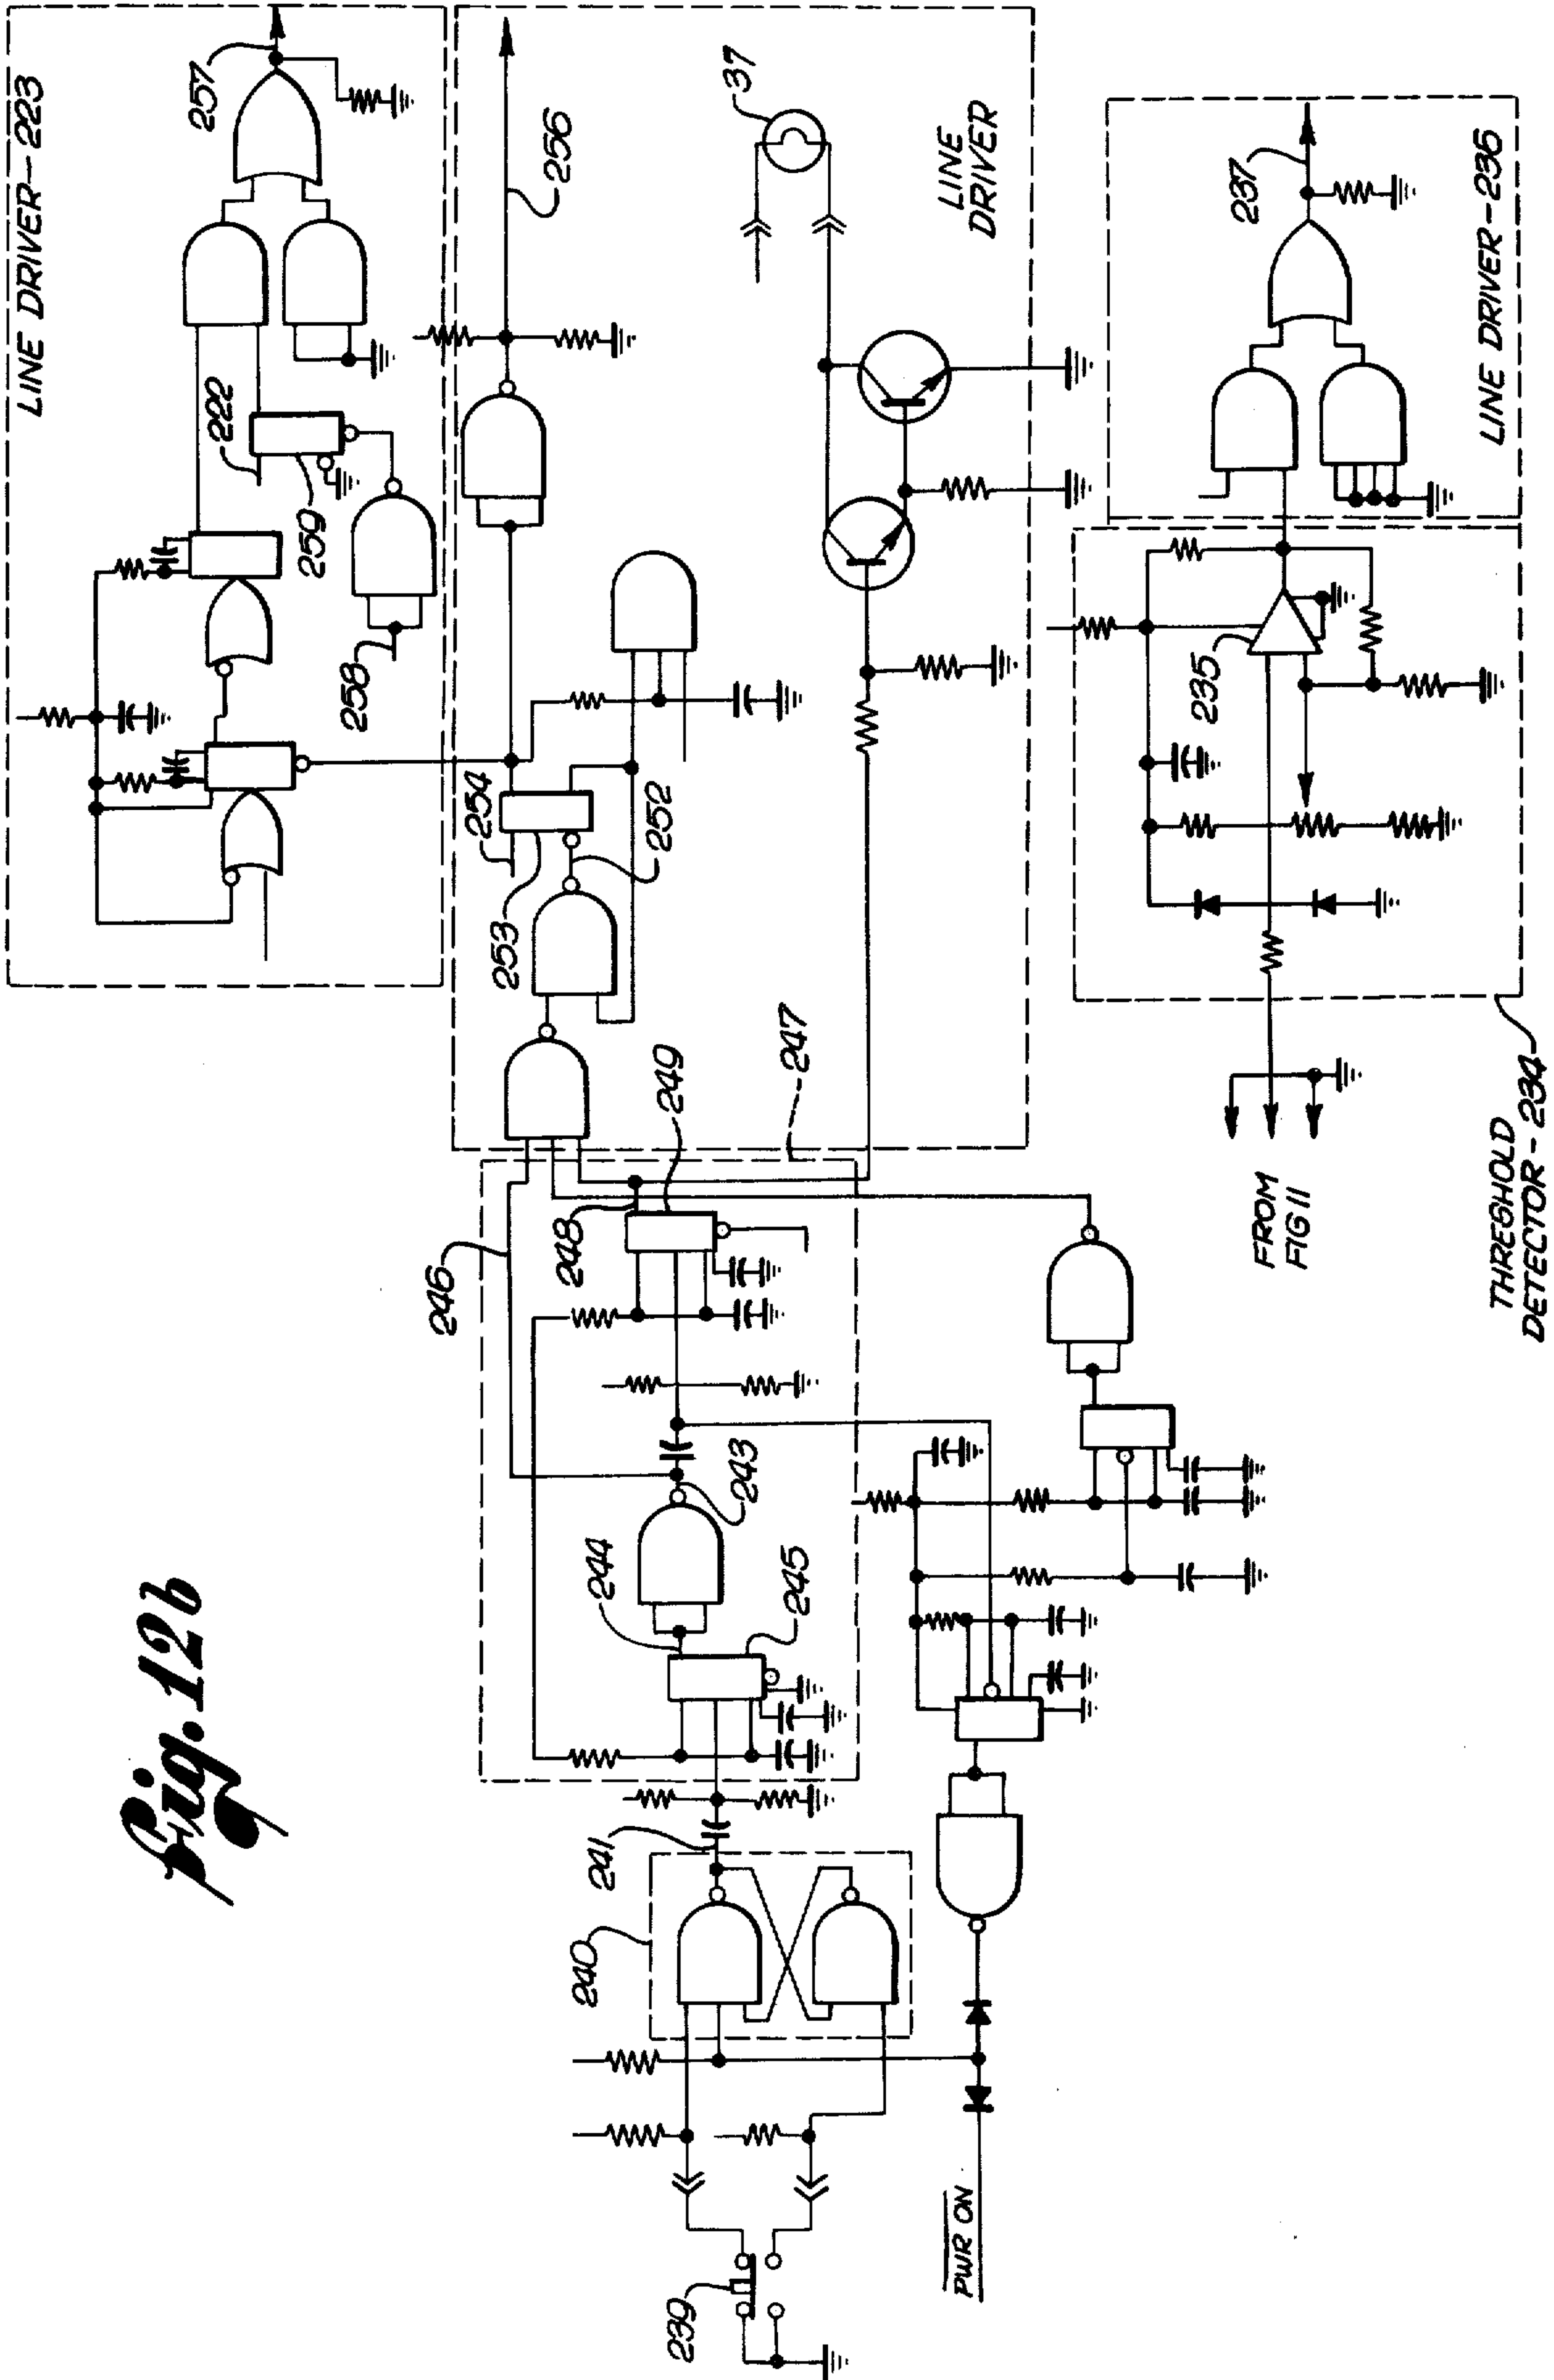 LINE DRIVER-223
257
222
259
258
256
37
LINE
DRIVER
254
252
253
247
249
248
246
243
244
245
241
240
239
PWR ON
237
LINE DRIVER-236
235
FROM
FIG 11
THRESHOLD
DETECTOR-234
Fig. 12b